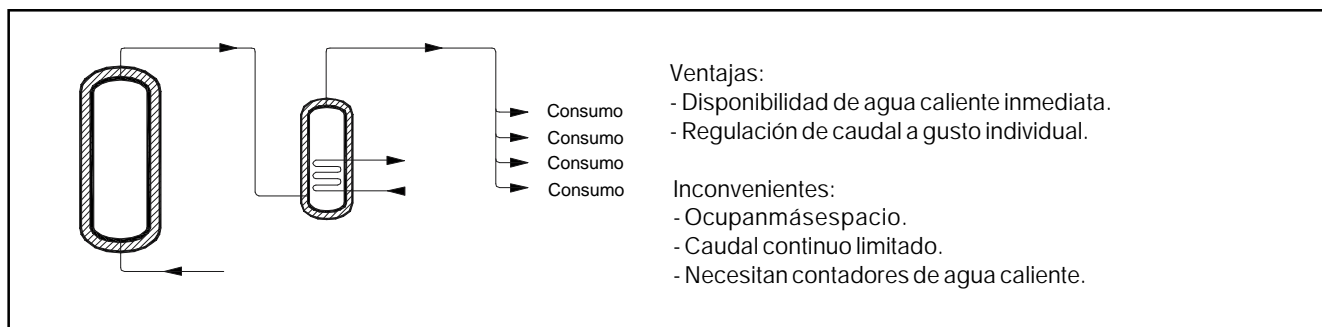 Consumo
Consumo
Consumo
Consumo
Ventajas:
- Disponibilidad de agua caliente inmediata.
- Regulación de caudal a gusto individual.
Inconvenientes:
- Ocupanmásespacio.
- Caudal continuo limitado.
- Necesitan contadores de agua caliente.